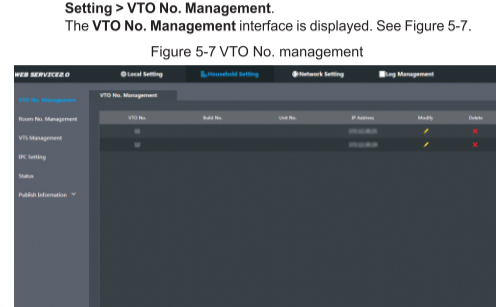 Setting > VTO No. Management.
The VTO No. Management interface is displayed. See Figure 5-7.
Figure 5-7 VTO No. management
WEB SERVICE2.0 Local Setting Household Setting Network Setting Log Management
VTO No. Management VTO No. Management
Room No. Management VTO No. Build No. Unit No. IP Address Modify Delete
VTS Management
IPC Setting
Status
Publish Information